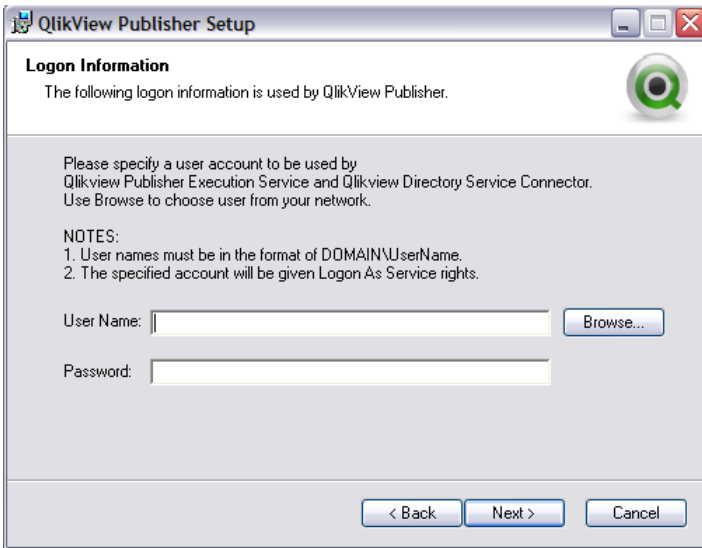 QlikView Publisher Setup
Logon Information
The following logon information is used by QlikView Publisher.
Please specify a user account to be used by
Qlikview Publisher Execution Service and Qlikview Directory Service Connector.
Use Browse to choose user from your network.
NOTES:
1. User names must be in the format of DOMAIN\UserName.
2. The specified account will be given Logon As Service rights.
User Name:
Browse...
Password:
< Back
Next >
Cancel